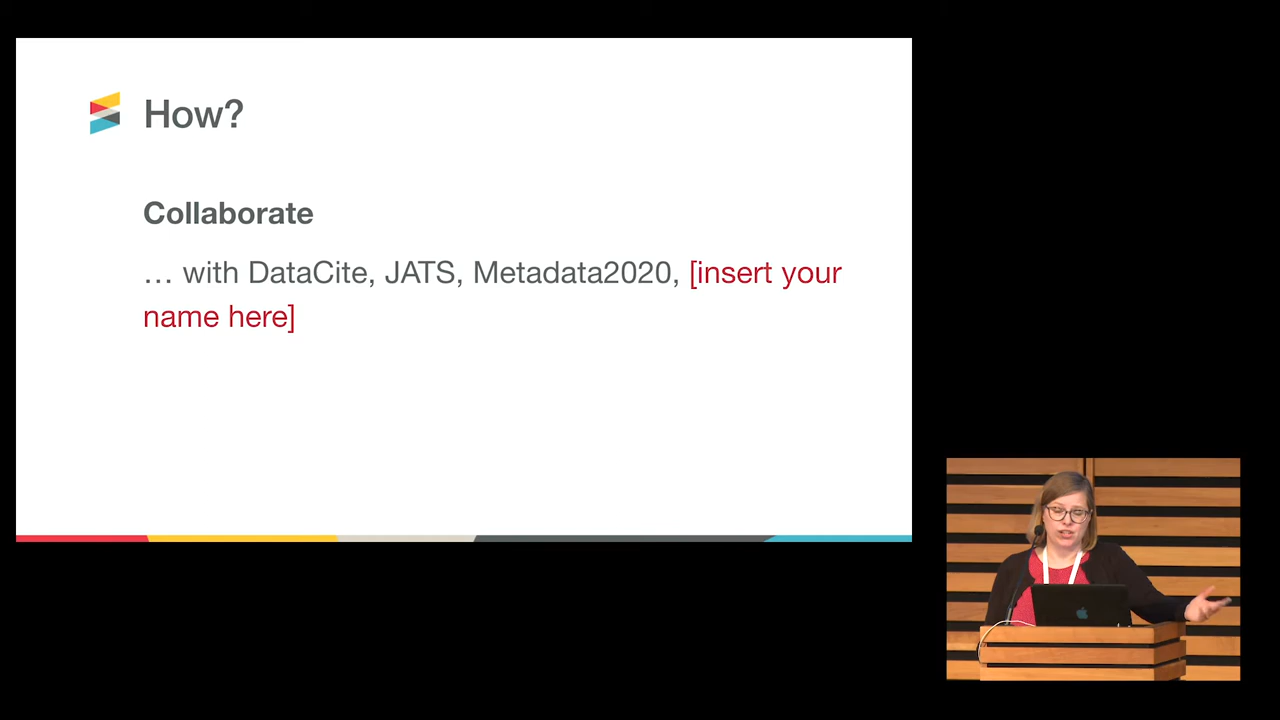 How?
Collaborate
… with DataCite, JATS, Metadata2020, [insert your
name here]